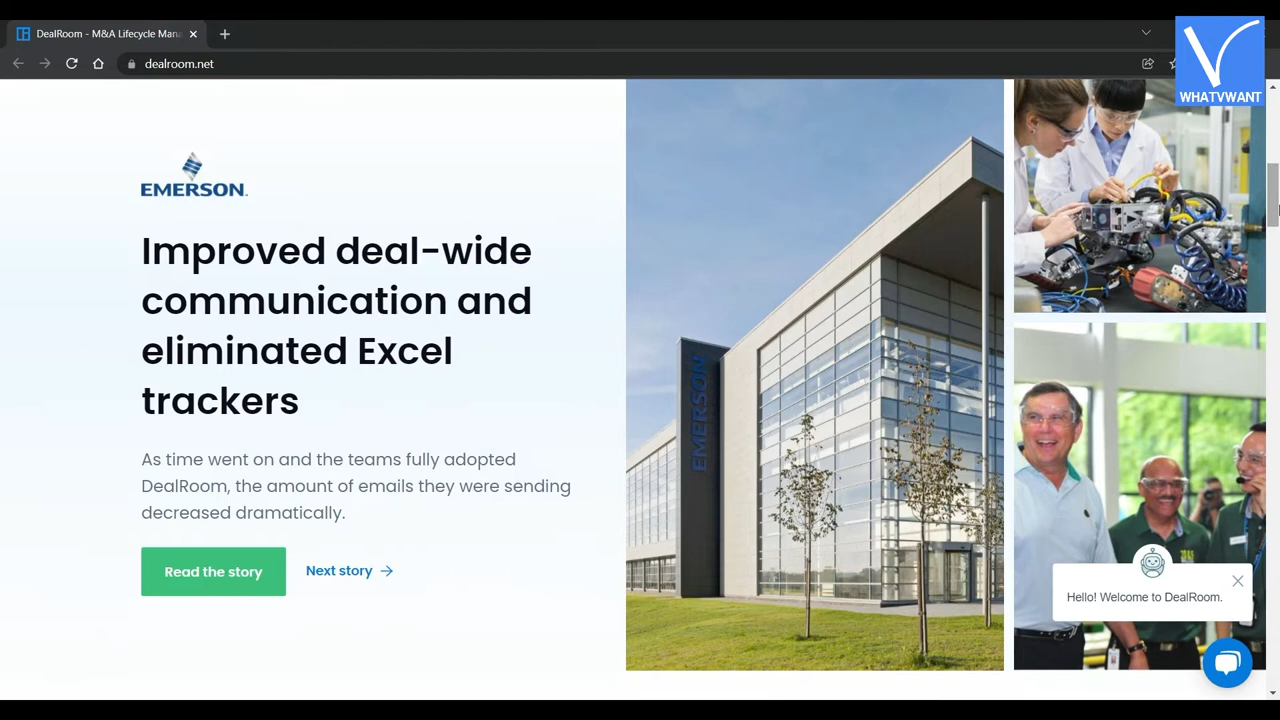 DealRoom - M&A Lifecycle Mana
dealroom.net
WHATVWANT
EMERSON.
Improved deal-wide
communication and
eliminated Excel
trackers
As time went on and the teams fully adopted
DealRoom, the amount of emails they were sending
decreased dramatically.
Read the story
Next story →
EMERSON
Hello! Welcome to DealRoom.